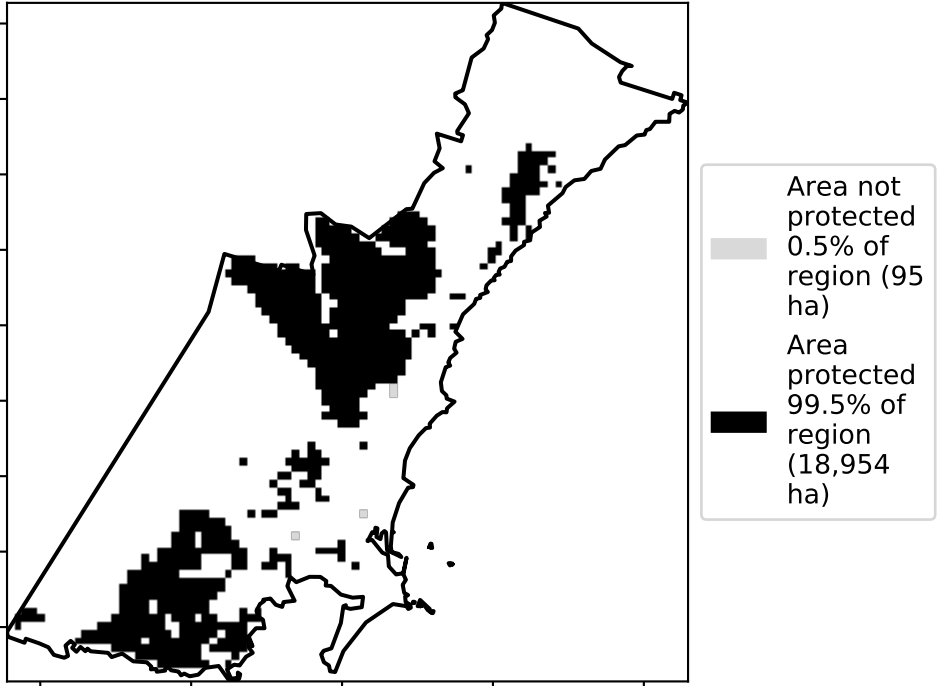 Area not
protected
0.5% of
region (95
ha)
Area
protected
99.5% of
region
(18,954
ha)